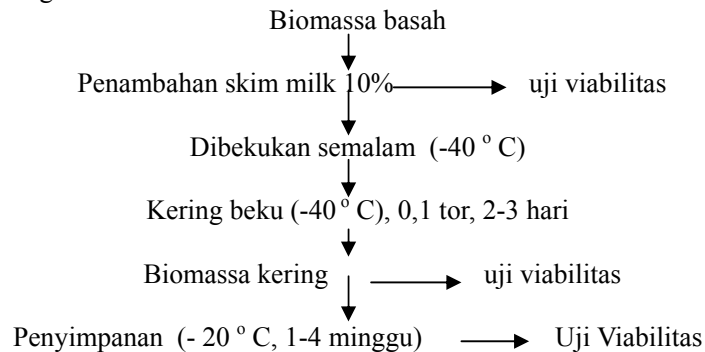 Biomassa basah
Penambahan skim milk 10% uji viabilitas
Dibekukan semalam (-40 ° C)
Kering beku (-40 ° C), 0,1 tor, 2-3 hari
Biomassa kering uji viabilitas
Penyimpanan (- 20 ° C, 1-4 minggu) Uji Viabilitas